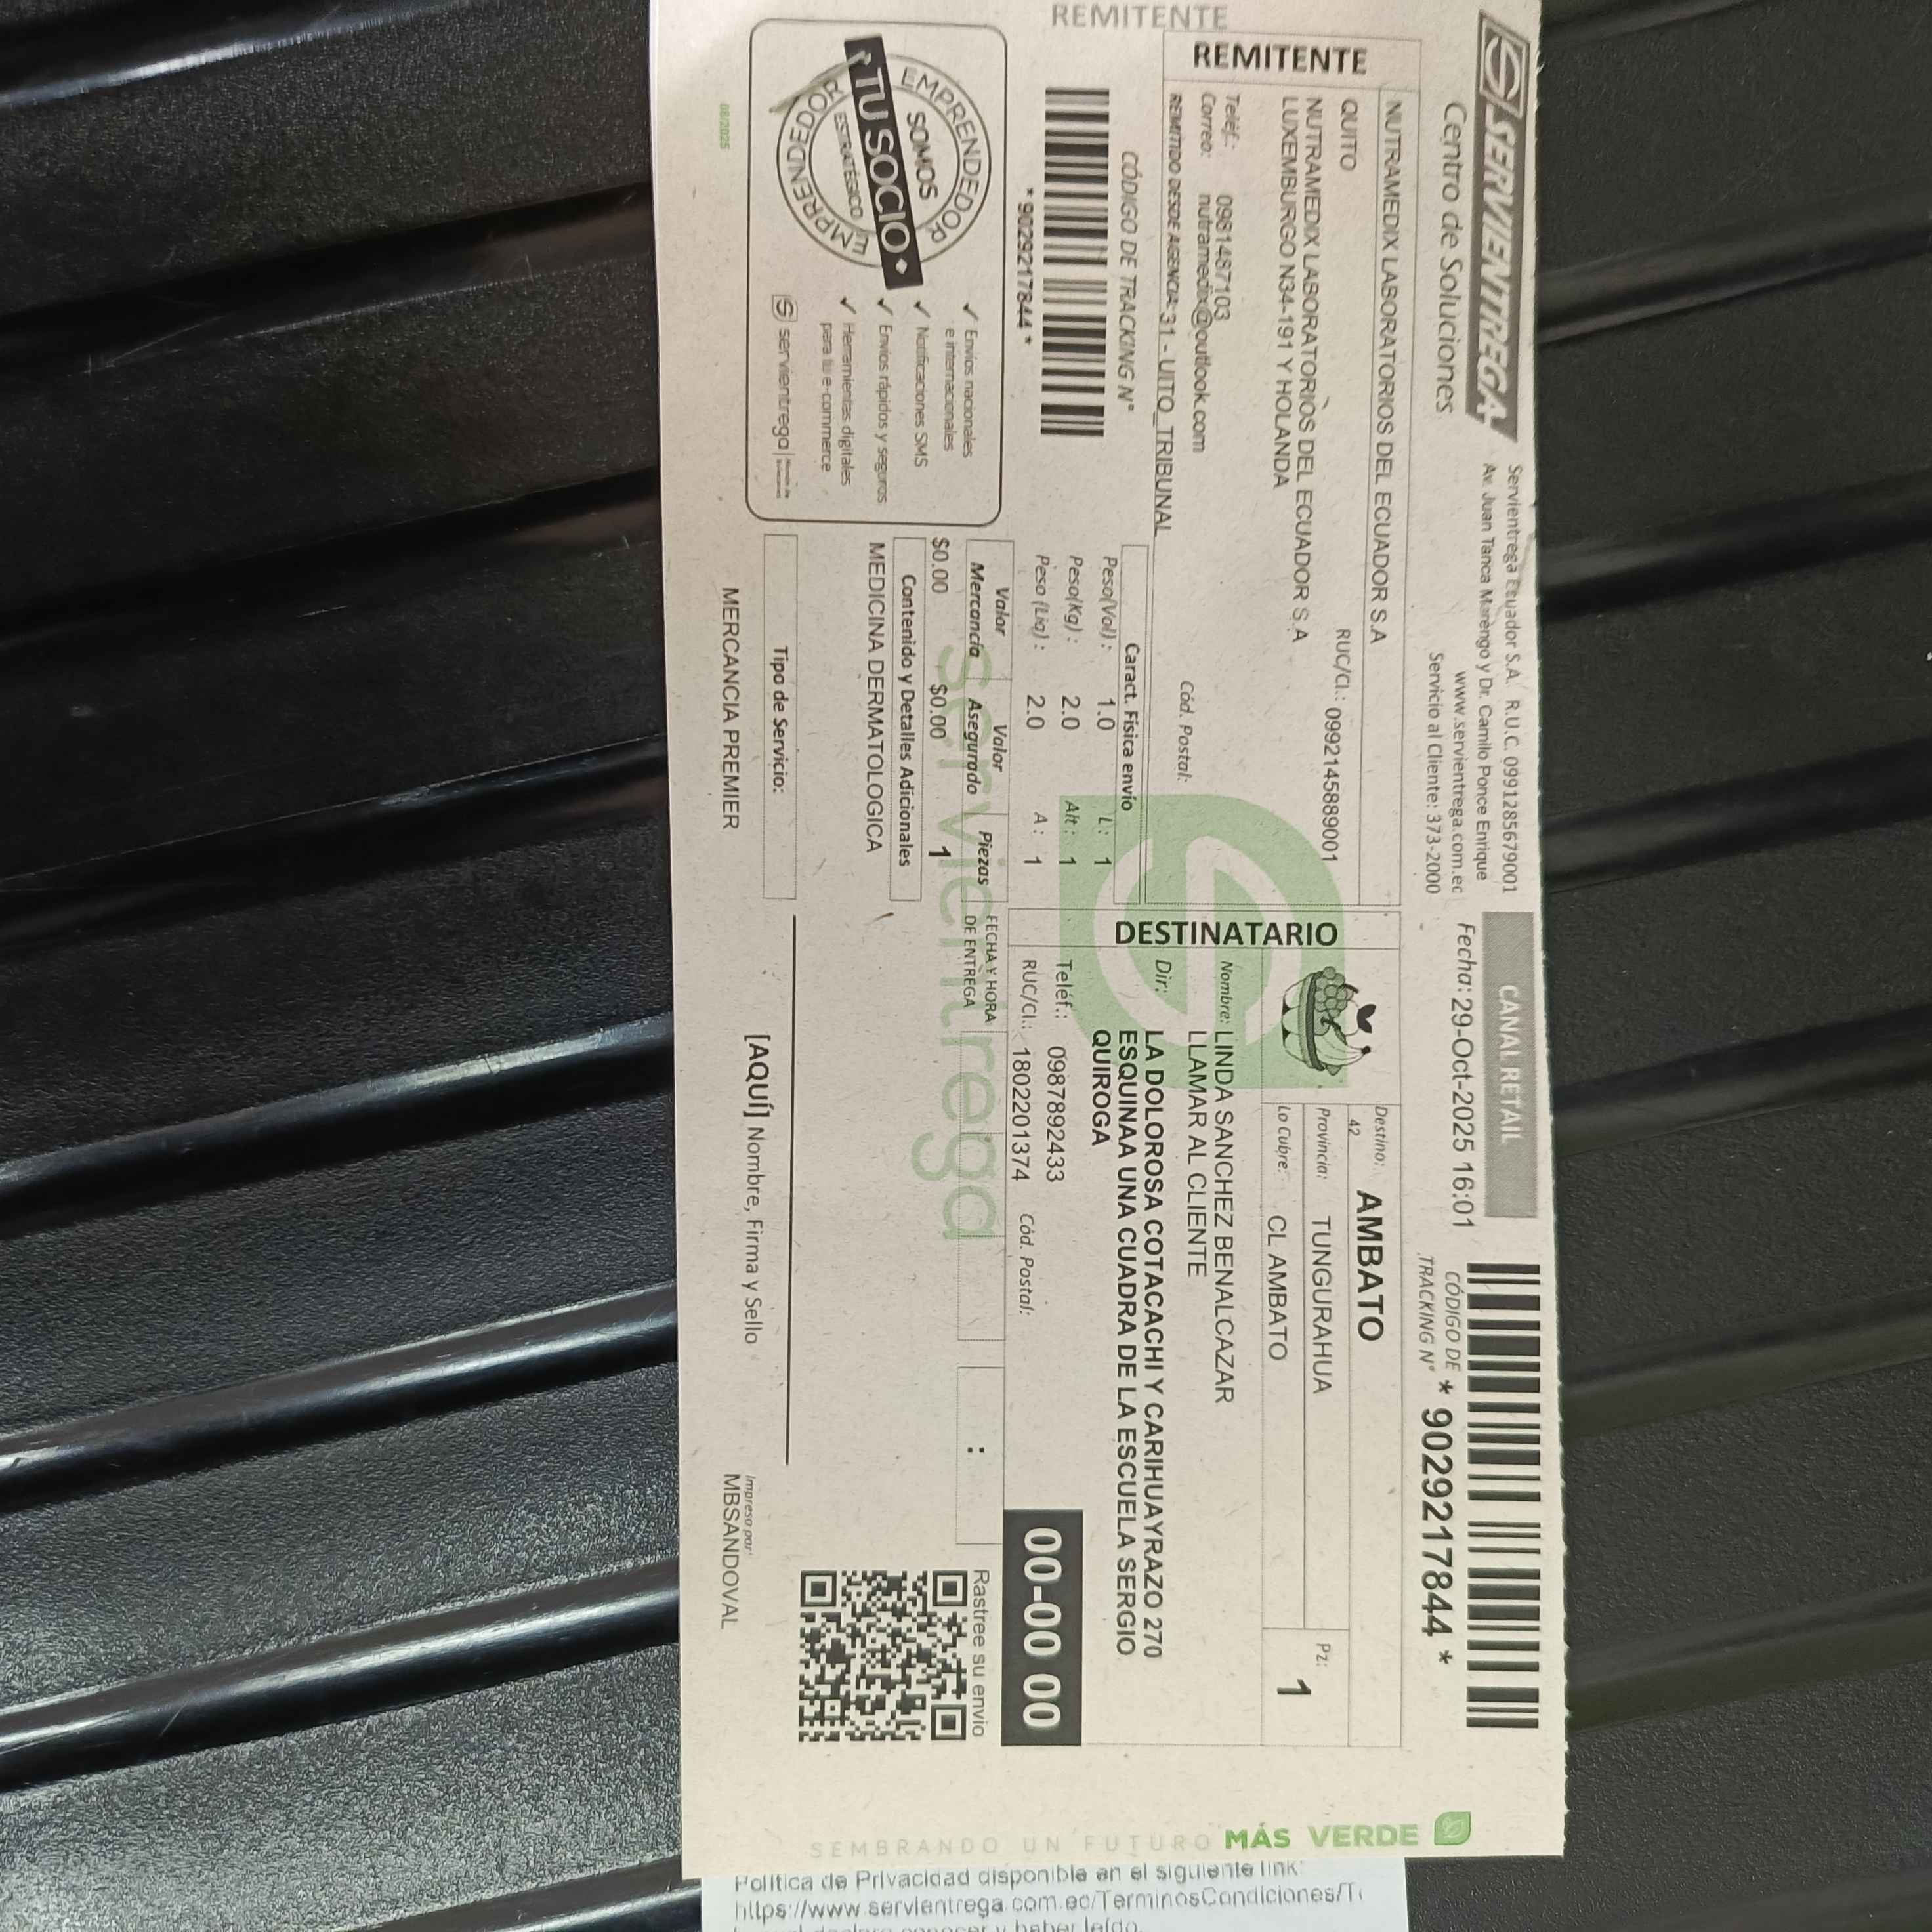 SERVIENTREGA
Centro de Soluciones
Servientrega Ecuador S.A. R.U.C. 0991285679001
Av. Juan Tanca Marengo y Dr. Camilo Ponce Enrique
www.servientrega.com.ec
Servicio al Cliente: 373-2000
CANAL RETAIL
Fecha: 29-Oct-2025 16:01
CÓDIGO DE
TRACKING N° * 9029217844 *
REMITENTE
REMITENTE
NUTRAMEDIX LABORATORIOS DEL ECUADOR S.A
QUITO
RUC/CI.: 0992145889001
NUTRAMEDIX LABORATORIOS DEL ECUADOR S.A
LUXEMBURGO N34-191 Y HOLANDA
Teléf.: 0981487103
Correo: nutramedix@outlook.com
Cód. Postal:
REMITIDO DESDE AGENCIA: 31 - UITO_TRIBUNAL
CÓDIGO DE TRACKING N°
* 9029217844 *
Caract. Física envío
Peso(Vol) : 1.0 L : 1
Peso(Kg) : 2.0 Alt : 1
Peso (Liq) : 2.0 A : 1
Valor Mercancía
Valor Asegurado
Piezas
$0.00 $0.00 1
Contenido y Detalles Adicionales
MEDICINA DERMATOLOGICA
Tipo de Servicio:
MERCANCIA PREMIER
EMPRENDEDOR
SOMOS
TU SOCIO
ESTRATÉGICO
EMPRENDEDOR
✓ Envíos nacionales
e internacionales
✓ Notificaciones SMS
✓ Envíos rápidos y seguros
✓ Herramientas digitales
para tu e-commerce
servientrega
08/2025
DESTINATARIO
Destino: AMBATO
42
Provincia: TUNGURAHUA
Lo Cubre: CL AMBATO
Pz: 1
Nombre: LINDA SANCHEZ BENALCAZAR
LLAMAR AL CLIENTE
Dir: LA DOLOROSA COTACACHI Y CARIHUAYRAZO 270
ESQUINAA UNA CUADRA DE LA ESCUELA SERGIO
QUIROGA
Teléf.: 0987892433
RUC/CI.: 1802201374 Cód. Postal:
00-00 00
FECHA Y HORA
DE ENTREGA
:
servientrega
Rastree su envio
[AQUÍ] Nombre, Firma y Sello
Impreso por:
MBSANDOVAL
SEMBRANDO UN FUTURO MÁS VERDE
Política de Privacidad disponible en el siguiente link:
https://www.servientrega.com.ec/TerminosCondiciones/T
y haber leído.